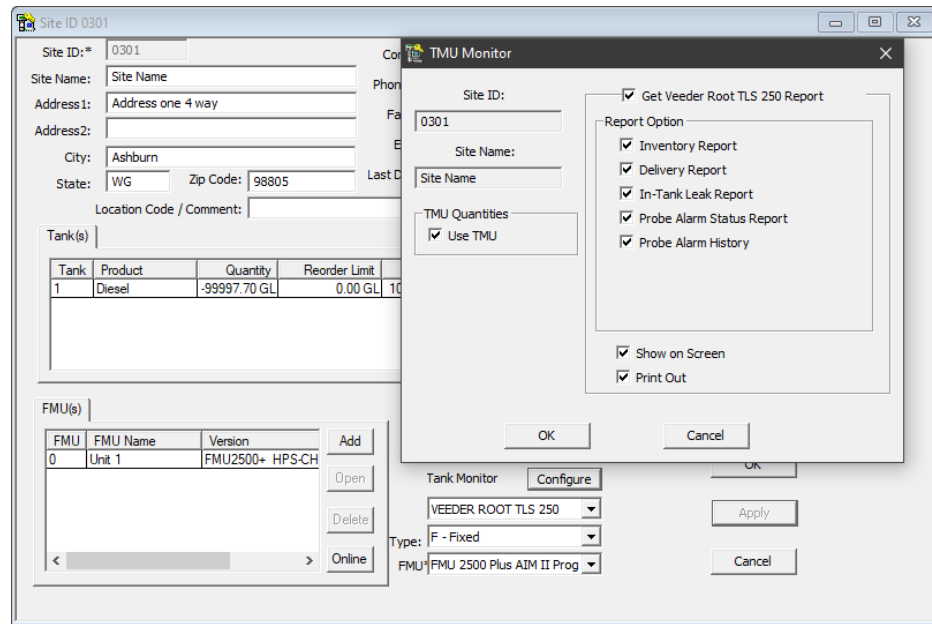 Site ID 0301
Site ID:* 0301
Site Name: Site Name
Address1: Address one 4 way
Address2:
City: Ashburn
State: WG Zip Code: 98805
Location Code / Comment:
Tank(s)
Tank Product Quantity Reorder Limit
1 Diesel -99997.70 GL 0.00 GL 10
FMU(s)
FMU FMU Name Version
0 Unit 1 FMU2500+ HPS-CH
Add
Open
Delete
Online
Cor
Phon
Fa
E
Last D
TMU Monitor
Site ID:
0301
Site Name:
Site Name
TMU Quantities
Use TMU
Get Veeder Root TLS 250 Report
Report Option
Inventory Report
Delivery Report
In-Tank Leak Report
Probe Alarm Status Report
Probe Alarm History
Show on Screen
Print Out
OK Cancel
Tank Monitor Configure
VEEDER ROOT TLS 250
Type: F - Fixed
FMU* FMU 2500 Plus AIM II Prog
OK
Apply
Cancel